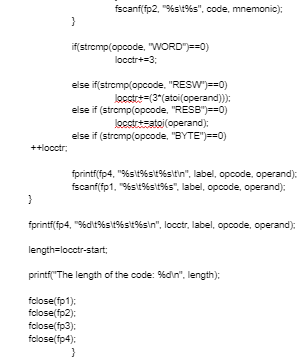 fscanf(fp2, "%s\t%s", code, mnemonic);
}
if(strcmp(opcode, "WORD")==0)
locctr+=3;
else if(strcmp(opcode, "RESW")==0)
locctr+=(3*(atoi(operand)));
else if (strcmp(opcode, "RESB")==0)
locctr+=atoi(operand);
else if (strcmp(opcode, "BYTE")==0)
++locctr;
fprintf(fp4, "%s\t%s\t%s\t\n", label, opcode, operand);
fscanf(fp1, "%s\t%s\t%s", label, opcode, operand);
}
fprintf(fp4, "%d\t%s\t%s\t%s\n", locctr, label, opcode, operand);
length=locctr-start;
printf("The length of the code: %d\n", length);
fclose(fp1);
fclose(fp2);
fclose(fp3);
fclose(fp4);
}